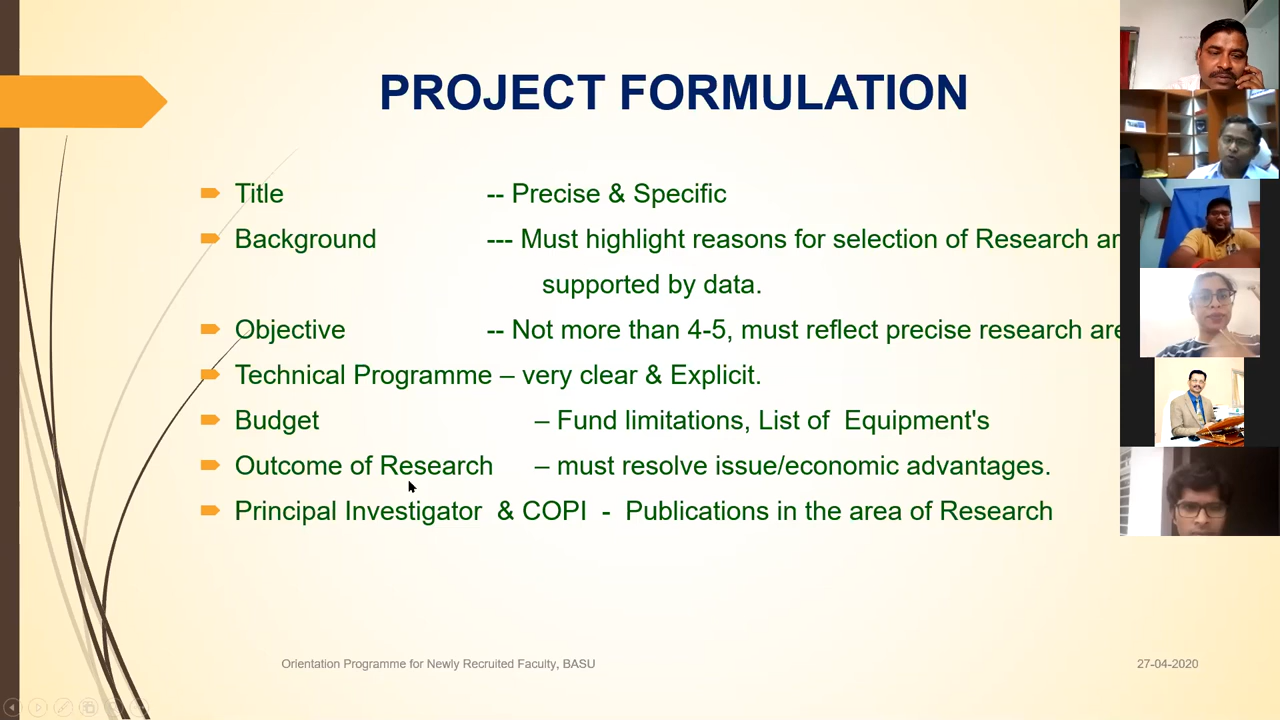 PROJECT FORMULATION
Title -- Precise & Specific
Background --- Must highlight reasons for selection of Research
supported by data.
Objective -- Not more than 4-5, must reflect precise research
Technical Programme – very clear & Explicit.
Budget – Fund limitations, List of Equipment's
Outcome of Research – must resolve issue/economic advantages.
Principal Investigator & COPI - Publications in the area of Research
Orientation Programme for Newly Recruited Faculty, BASU
27-04-2020